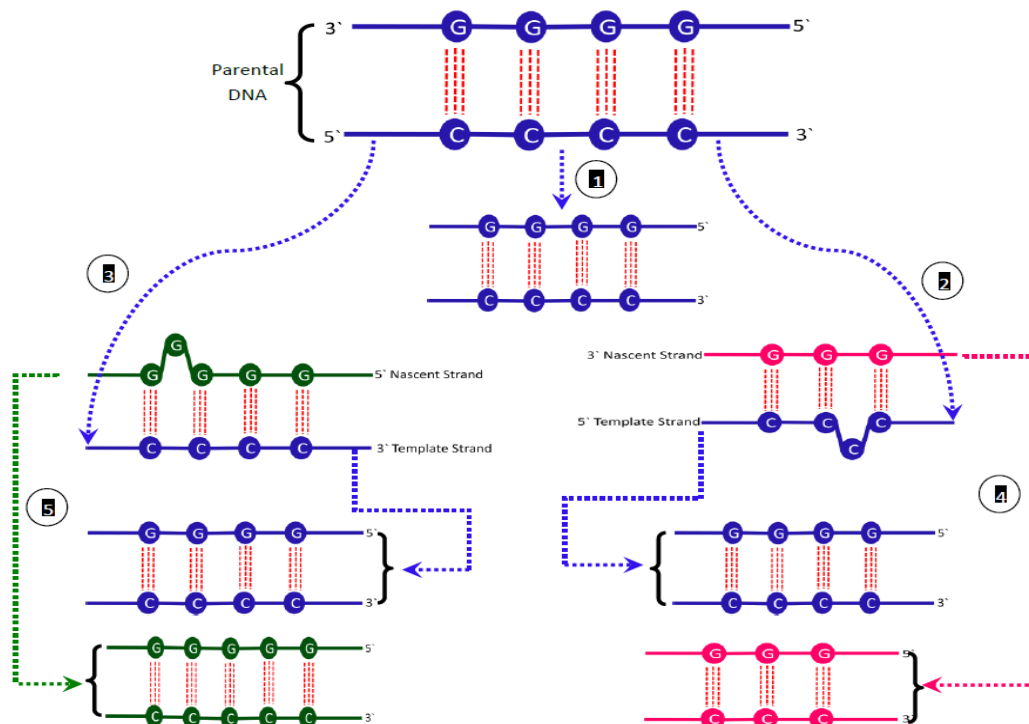 3` G G G G 5`
Parental
DNA
5` C C C C 3`
1
G G G G 5`
3
2
C C C C 3`
G
3` Nascent Strand G G G
G G G G 5` Nascent Strand
5` Template Strand C C C
C
C C C C 3` Template Strand
5
4
G G G G 5`
G G G G 5`
C C C C 3`
C C C C 3`
G G G G G 5`
G G G 5`
C C C C C 3`
C C C 3`